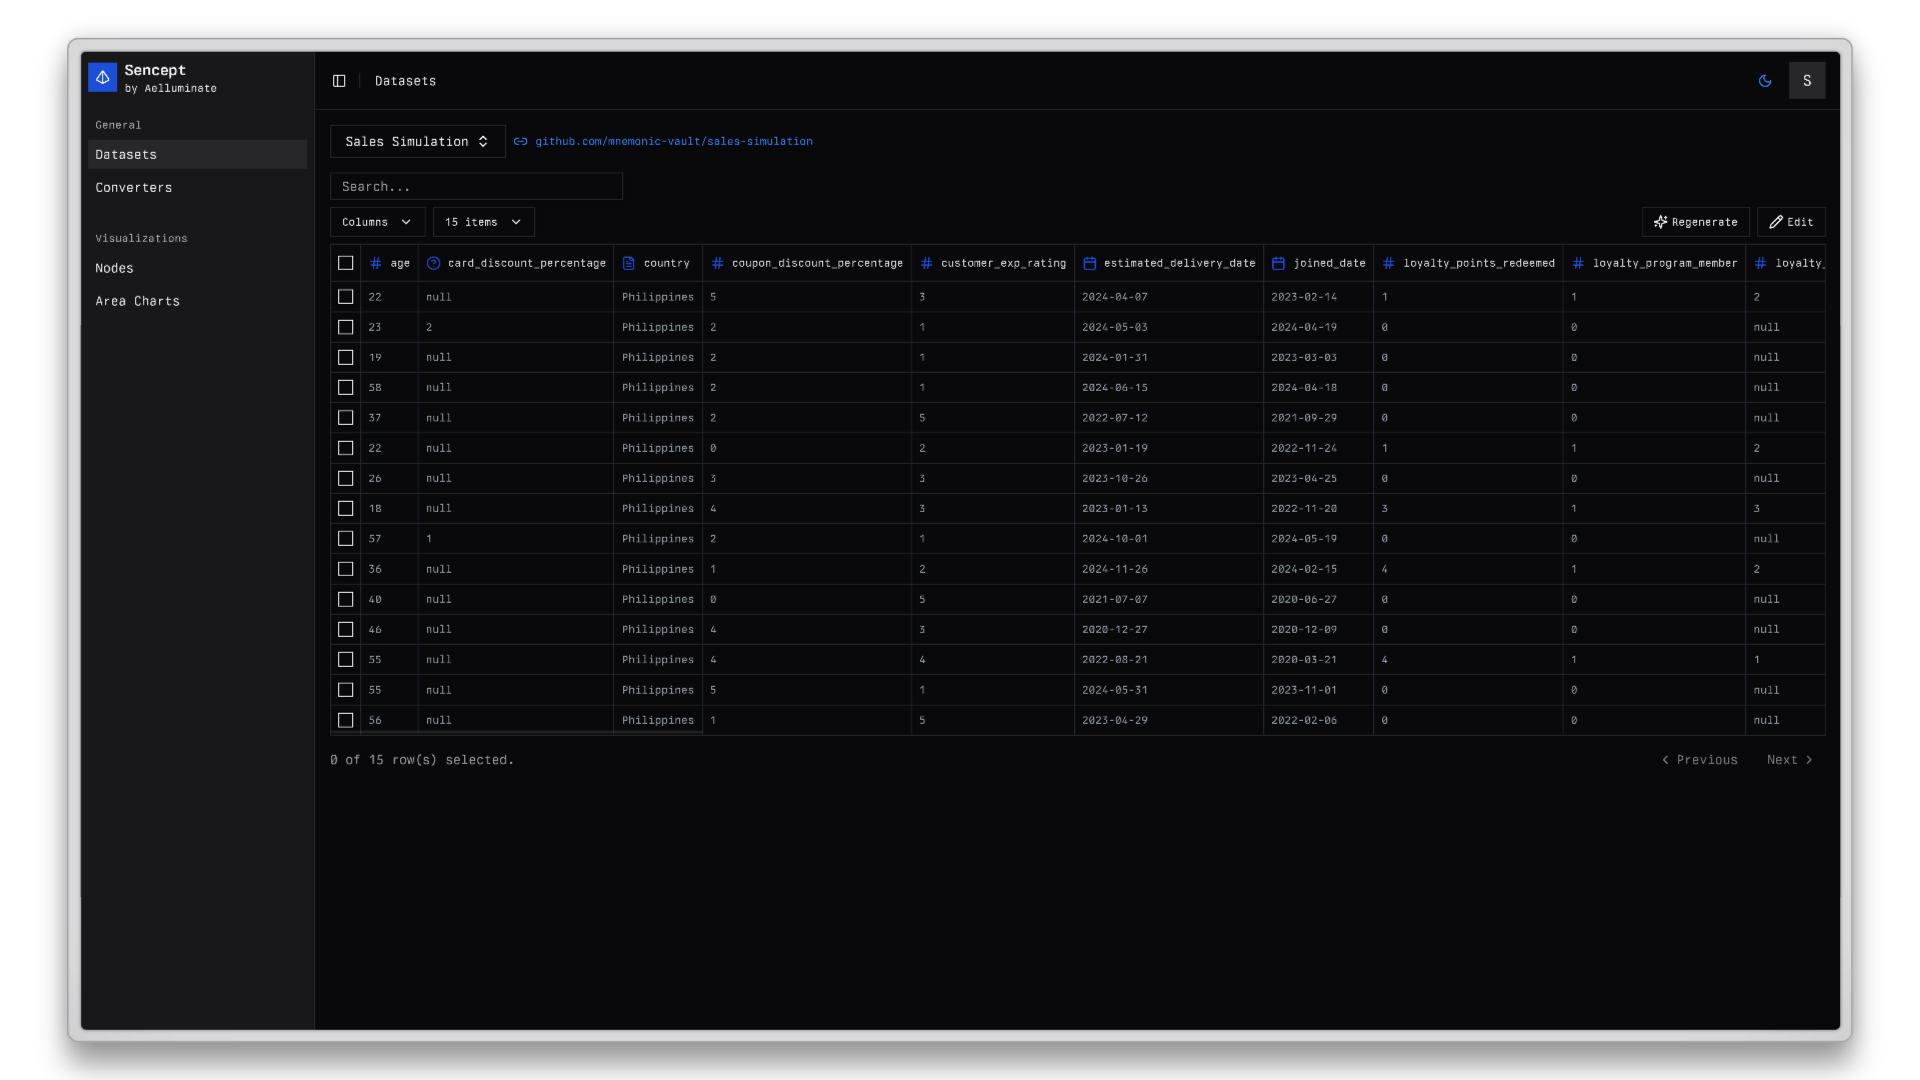 Sencept
by Aelluminate
General
Datasets
Converters
Visualizations
Nodes
Area Charts
Datasets
S
Sales Simulation
github.com/mnemonic-vault/sales-simulation
Search...
Columns 15 items Regenerate Edit
age card_discount_percentage country coupon_discount_percentage customer_exp_rating estimated_delivery_date joined_date loyalty_points_redeemed loyalty_program_member loyalty_
22 null Philippines 5 3 2024-04-07 2023-02-14 1 1 2
23 2 Philippines 2 1 2024-05-03 2024-04-19 0 0 null
19 null Philippines 2 1 2024-01-31 2023-03-03 0 0 null
58 null Philippines 2 1 2024-06-15 2024-04-18 0 0 null
37 null Philippines 2 5 2022-07-12 2021-09-29 0 0 null
22 null Philippines 0 2 2023-01-19 2022-11-24 1 1 2
26 null Philippines 3 3 2023-10-26 2023-04-25 0 0 null
18 null Philippines 4 3 2023-01-13 2022-11-20 3 1 3
57 1 Philippines 2 1 2024-10-01 2024-05-19 0 0 null
36 null Philippines 1 2 2024-11-26 2024-02-15 4 1 2
40 null Philippines 0 5 2021-07-07 2020-06-27 0 0 null
46 null Philippines 4 3 2020-12-27 2020-12-09 0 0 null
55 null Philippines 4 4 2022-08-21 2020-03-21 4 1 1
55 null Philippines 5 1 2024-05-31 2023-11-01 0 0 null
56 null Philippines 1 5 2023-04-29 2022-02-06 0 0 null
0 of 15 row(s) selected. Previous Next